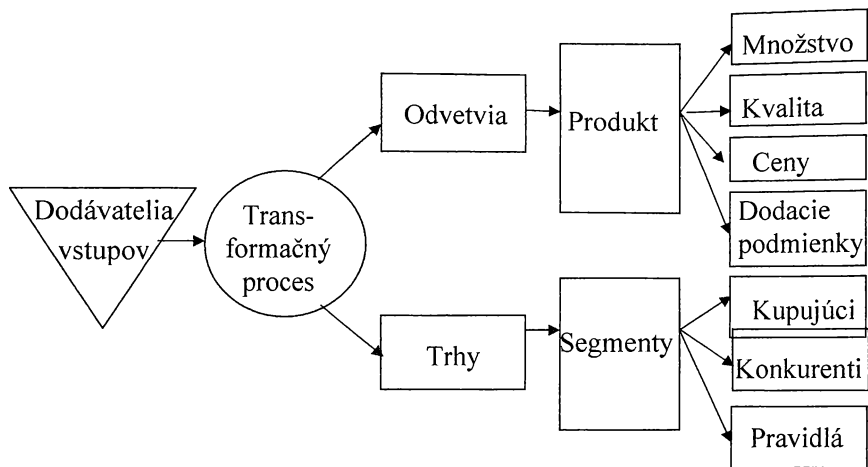 Dodávatelia
vstupov
Trans-
formačný
proces
Odvetvia
Produkt
Množstvo
Kvalita
Ceny
Dodacie
podmienky
Trhy
Segmenty
Kupujúci
Konkurenti
Pravidlá